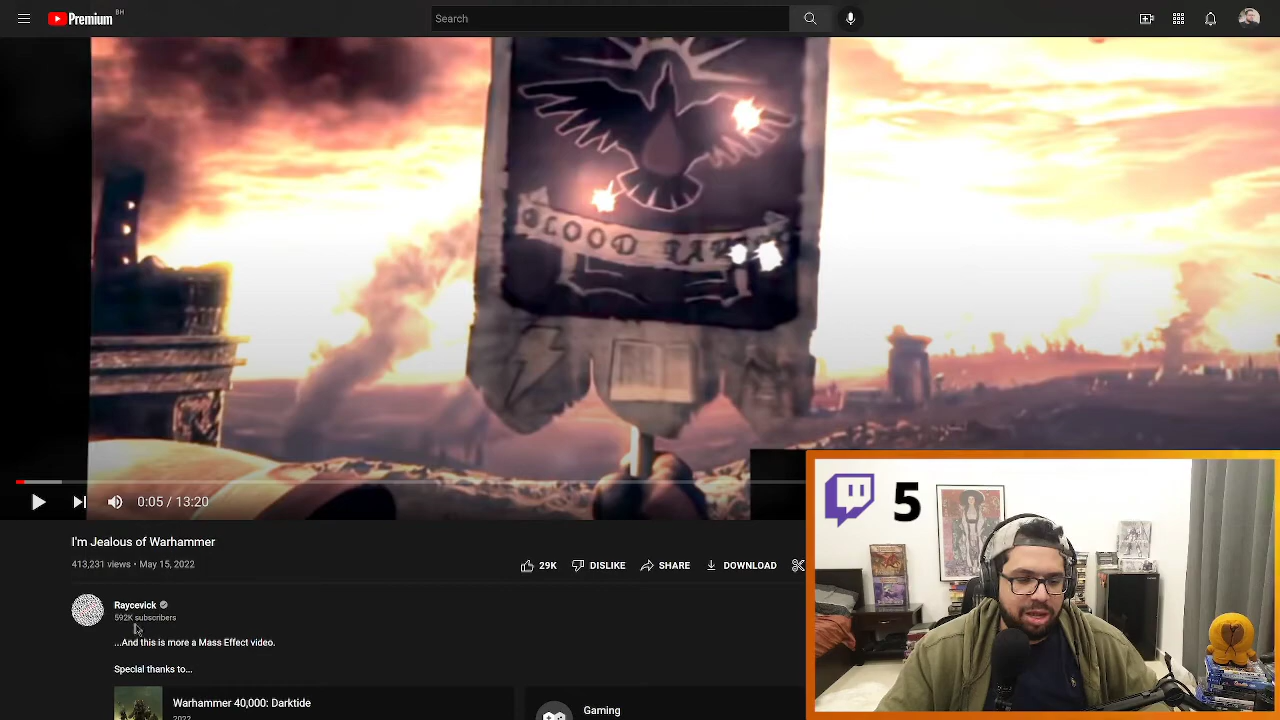 Premium BH
Search
BLOOD
0:05 / 13:20
I'm Jealous of Warhammer
413,231 views • May 15, 2022
29K DISLIKE SHARE DOWNLOAD
Raycevick
592K subscribers
...And this is more a Mass Effect video.
Special thanks to...
Warhammer 40,000: Darktide
2022
Gaming
5